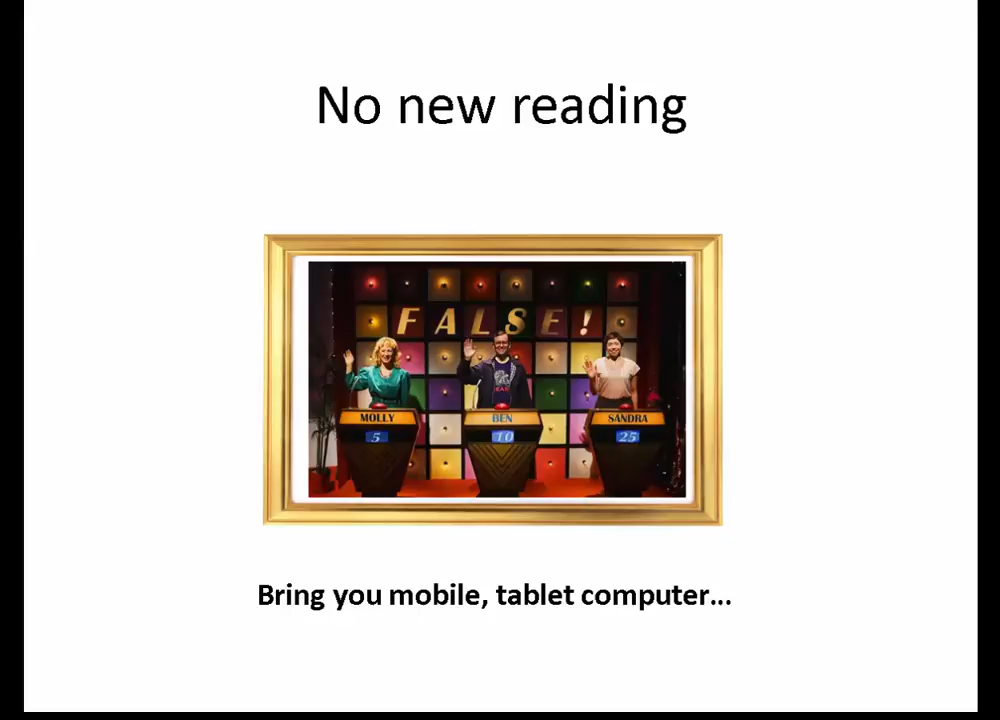 No new reading
FALSE!
MOLLY
BEN
SANDRA
5
10
25
Bring you mobile, tablet computer...